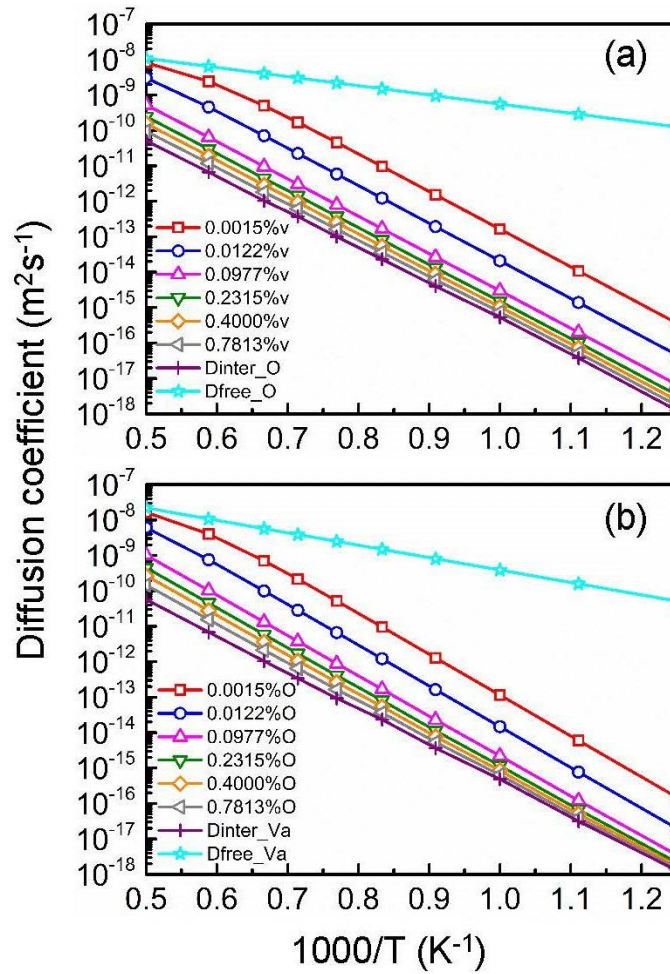 Diffusion coefficient (m²s⁻¹)
(a)
10⁻⁷
10⁻⁸
10⁻⁹
10⁻¹⁰
10⁻¹¹
10⁻¹²
10⁻¹³
10⁻¹⁴
10⁻¹⁵
10⁻¹⁶
10⁻¹⁷
10⁻¹⁸
0.0015%v
0.0122%v
0.0977%v
0.2315%v
0.4000%v
0.7813%v
Dinter_O
Dfree_O
0.5 0.6 0.7 0.8 0.9 1.0 1.1 1.2
(b)
10⁻⁷
10⁻⁸
10⁻⁹
10⁻¹⁰
10⁻¹¹
10⁻¹²
10⁻¹³
10⁻¹⁴
10⁻¹⁵
10⁻¹⁶
10⁻¹⁷
10⁻¹⁸
0.0015%O
0.0122%O
0.0977%O
0.2315%O
0.4000%O
0.7813%O
Dinter_Va
Dfree_Va
0.5 0.6 0.7 0.8 0.9 1.0 1.1 1.2
1000/T (K⁻¹)